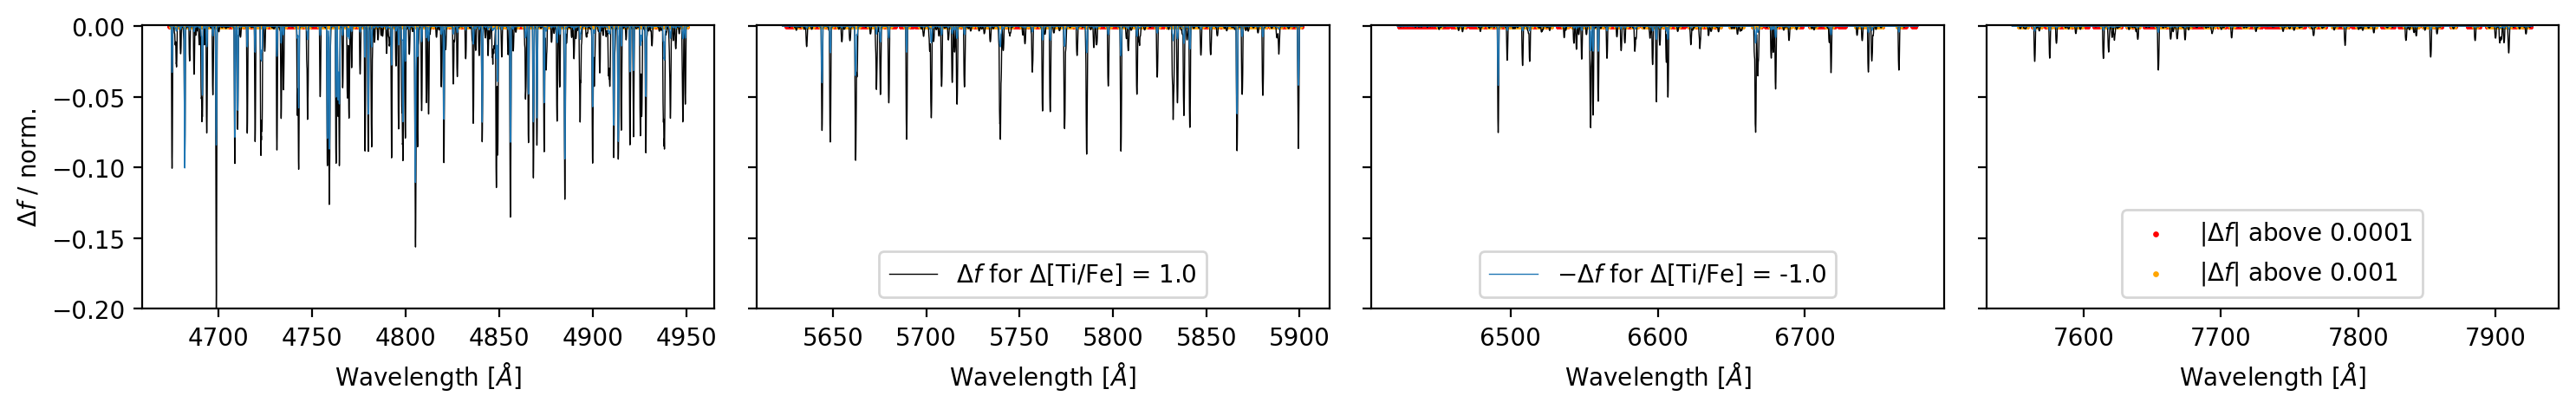 0.00
−0.05
−0.10
−0.15
−0.20
Δf / norm.
4700 4750 4800 4850 4900 4950
Wavelength [Å]
Δf for Δ[Ti/Fe] = 1.0
5650 5700 5750 5800 5850 5900
Wavelength [Å]
−Δf for Δ[Ti/Fe] = -1.0
6500 6600 6700
Wavelength [Å]
|Δf| above 0.0001
|Δf| above 0.001
7600 7700 7800 7900
Wavelength [Å]